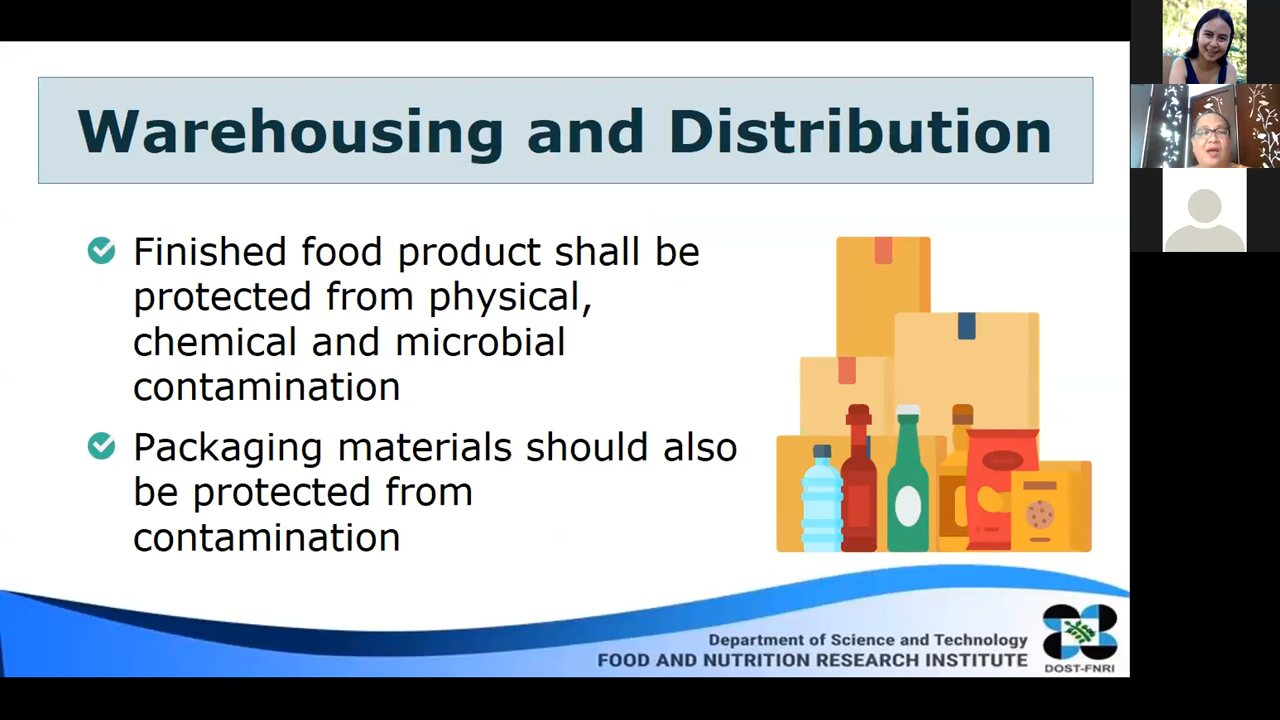 Warehousing and Distribution
Finished food product shall be
protected from physical,
chemical and microbial
contamination
Packaging materials should also
be protected from
contamination
Department of Science and Technology
FOOD AND NUTRITION RESEARCH INSTITUTE
DOST-FNRI